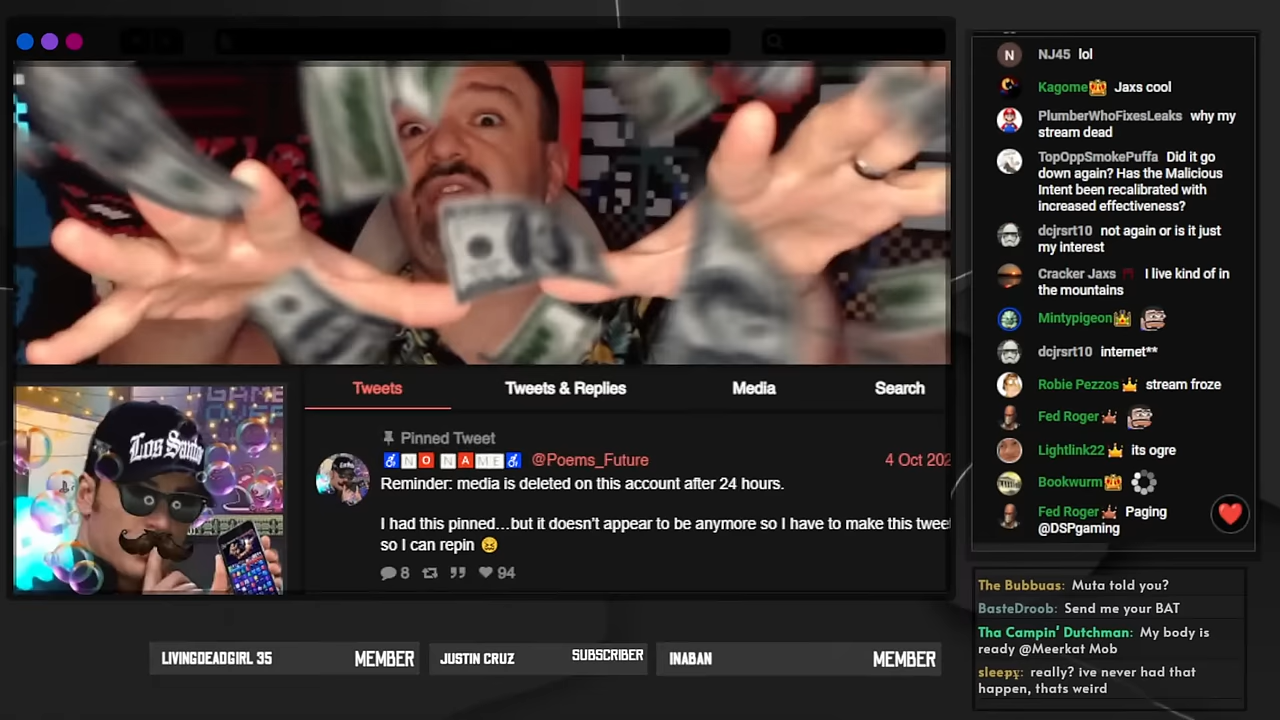 GAME
OVER
Los Santos
Tweets
Tweets & Replies
Media
Search
Pinned Tweet
♿ N O N A M E ♿ @Poems_Future
4 Oct 202
Reminder: media is deleted on this account after 24 hours.
I had this pinned...but it doesn't appear to be anymore so I have to make this tweet
so I can repin 😖
8
94
LIVINGDEADGIRL 35 MEMBER
JUSTIN CRUZ SUBSCRIBER
INABAN MEMBER
N NJ45 lol
Kagome Jaxs cool
PlumberWhoFixesLeaks why my
stream dead
TopOppSmokePuffa Did it go
down again? Has the Malicious
Intent been recalibrated with
increased effectiveness?
dcjrsrt10 not again or is it just
my interest
Cracker Jaxs I live kind of in
the mountains
Mintypigeon
dcjrsrt10 internet**
Robie Pezzos stream froze
Fed Roger
Lightlink22 its ogre
Bookwurm
Fed Roger Paging
@DSPgaming
The Bubbuas: Muta told you?
BasteDroob: Send me your BAT
Tha Campin' Dutchman: My body is
ready @Meerkat Mob
sleepy: really? ive never had that
happen, thats weird